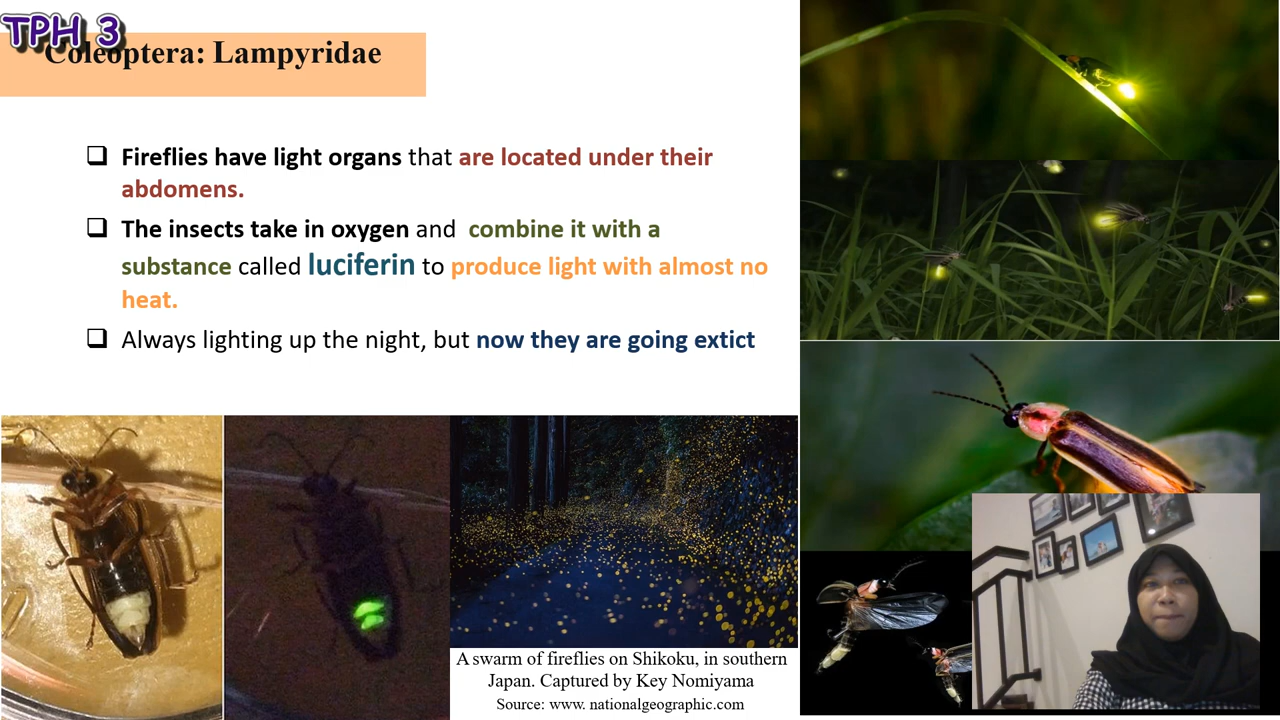 TPH 3
Coleoptera: Lampyridae
❑ Fireflies have light organs that are located under their
abdomens.
❑ The insects take in oxygen and combine it with a
substance called luciferin to produce light with almost no
heat.
❑ Always lighting up the night, but now they are going extict
A swarm of fireflies on Shikoku, in southern
Japan. Captured by Key Nomiyama
Source: www. nationalgeographic.com